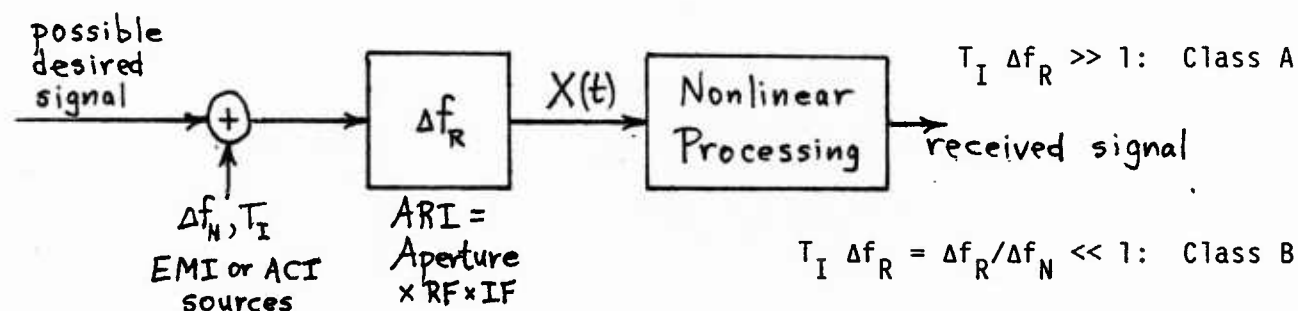 possible
desired
signal
+
Δf_N, T_I
EMI or ACI
sources
Δf_R
ARI =
Aperture
× RF × IF
X(t)
Nonlinear
Processing
received signal
T_I Δf_R >> 1: Class A
T_I Δf_R = Δf_R/Δf_N << 1: Class B